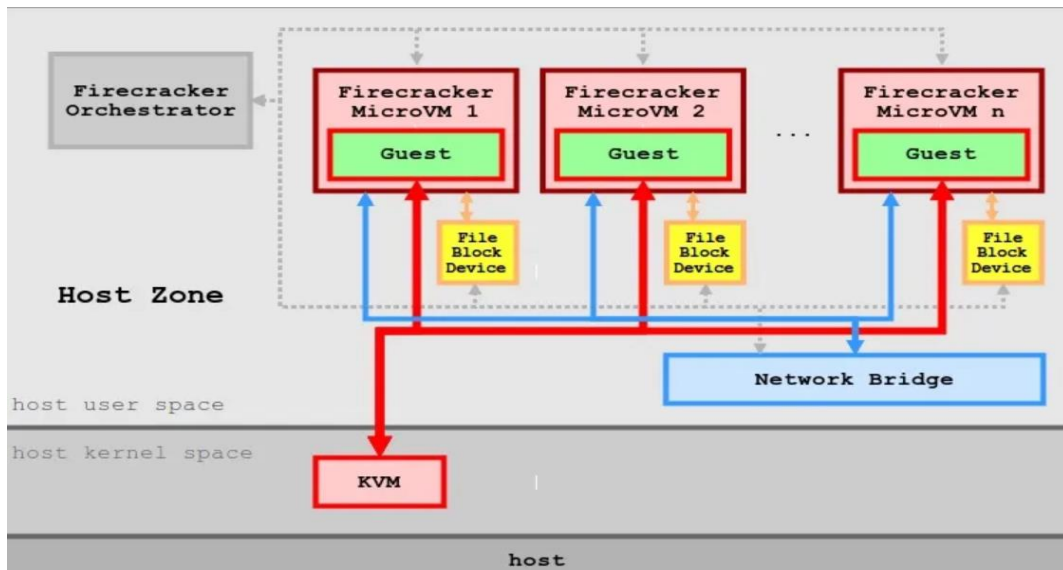 Firecracker
Orchestrator
Firecracker
MicroVM 1
Guest
Firecracker
MicroVM 2
Guest
...
Firecracker
MicroVM n
Guest
File
Block
Device
File
Block
Device
File
Block
Device
Host Zone
Network Bridge
host user space
host kernel space
KVM
host